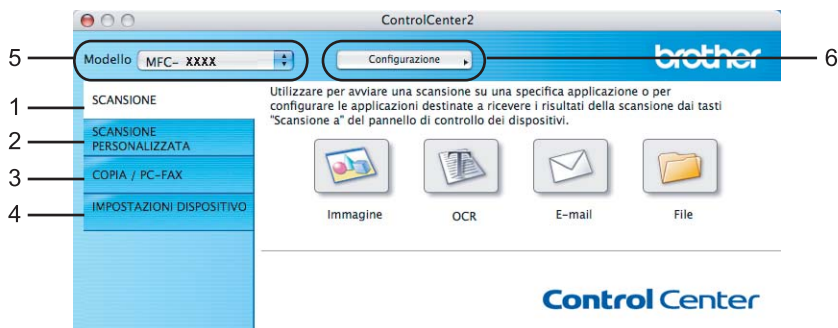 ControlCenter2
5
Modello MFC- XXXX
Configurazione
brother
6
1
SCANSIONE
2
SCANSIONE
PERSONALIZZATA
3
COPIA / PC-FAX
4
IMPOSTAZIONI DISPOSITIVO
Utilizzare per avviare una scansione su una specifica applicazione o per
configurare le applicazioni destinate a ricevere i risultati della scansione dai tasti
"Scansione a" del pannello di controllo dei dispositivi.
Immagine
OCR
E-mail
File
Control Center